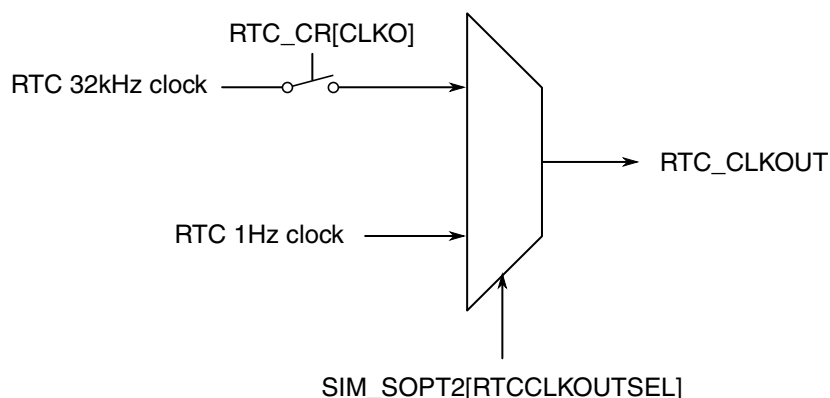 RTC_CR[CLKO]
RTC 32kHz clock
RTC_CLKOUT
RTC 1Hz clock
SIM_SOPT2[RTCCLKOUTSEL]